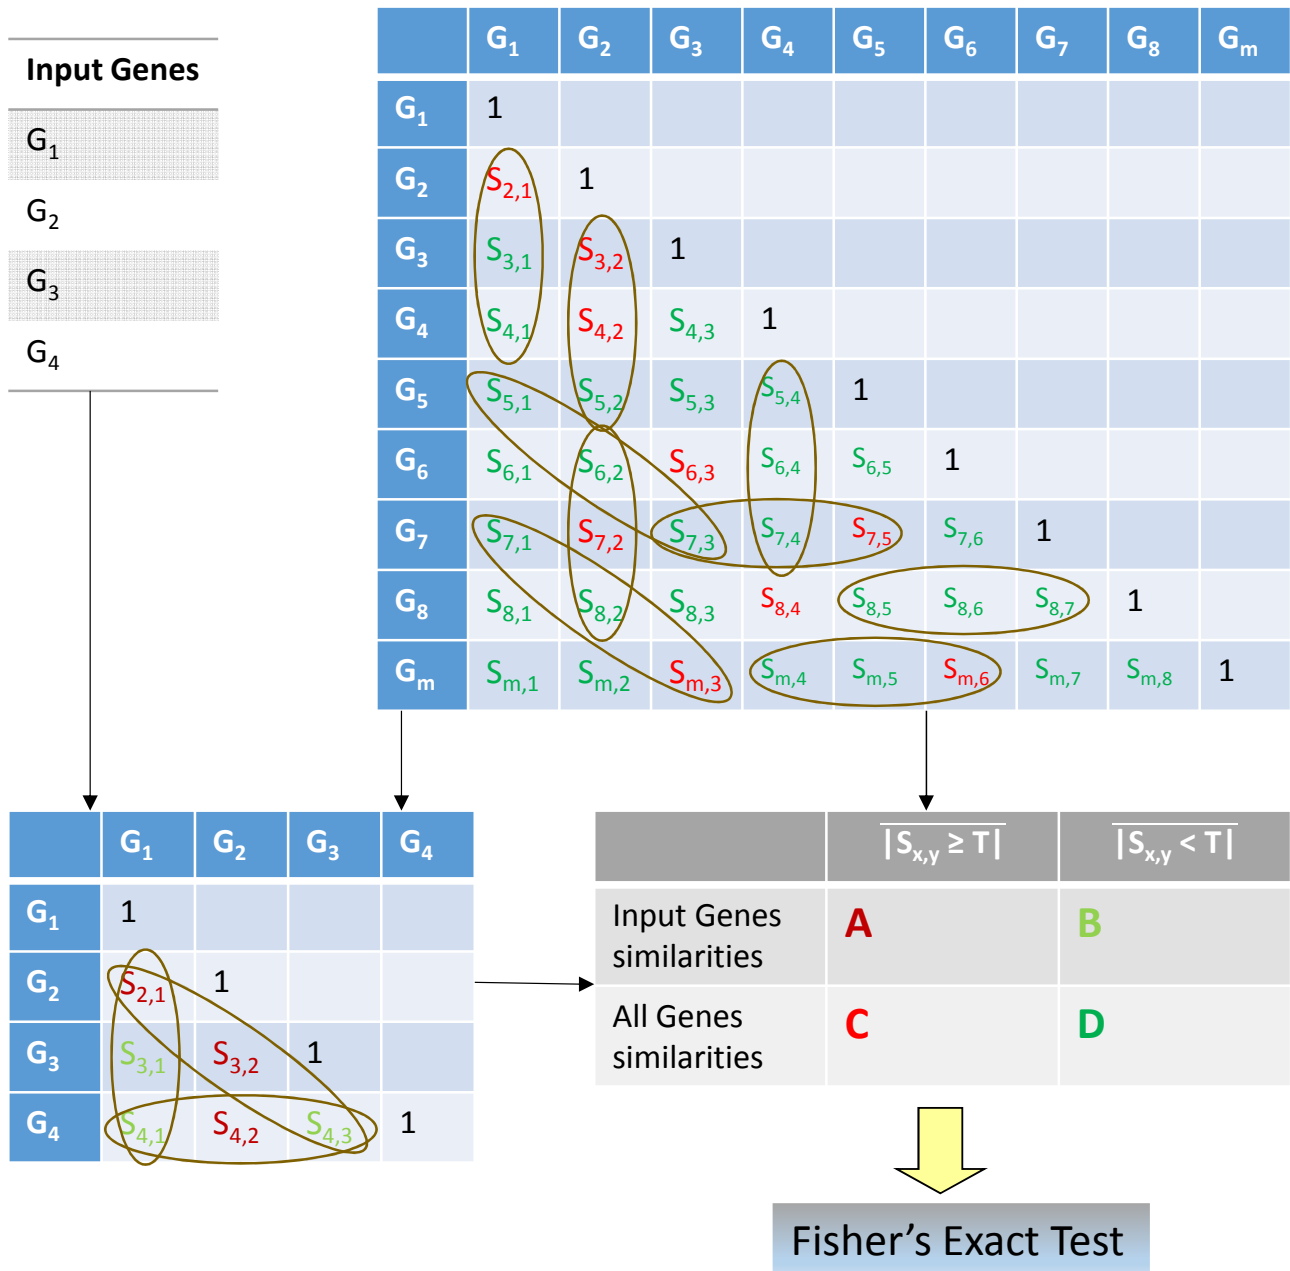 Input Genes
G1
G2
G3
G4
G1 G2 G3 G4 G5 G6 G7 G8 Gm
G1 1
G2 S2,1 1
G3 S3,1 S3,2 1
G4 S4,1 S4,2 S4,3 1
G5 S5,1 S5,2 S5,3 S5,4 1
G6 S6,1 S6,2 S6,3 S6,4 S6,5 1
G7 S7,1 S7,2 S7,3 S7,4 S7,5 S7,6 1
G8 S8,1 S8,2 S8,3 S8,4 S8,5 S8,6 S8,7 1
Gm Sm,1 Sm,2 Sm,3 Sm,4 Sm,5 Sm,6 Sm,7 Sm,8 1
G1 G2 G3 G4
G1 1
G2 S2,1 1
G3 S3,1 S3,2 1
G4 S4,1 S4,2 S4,3 1
|Sx,y ≥ T| |Sx,y < T|
Input Genes
similarities
A B
All Genes
similarities
C D
Fisher's Exact Test